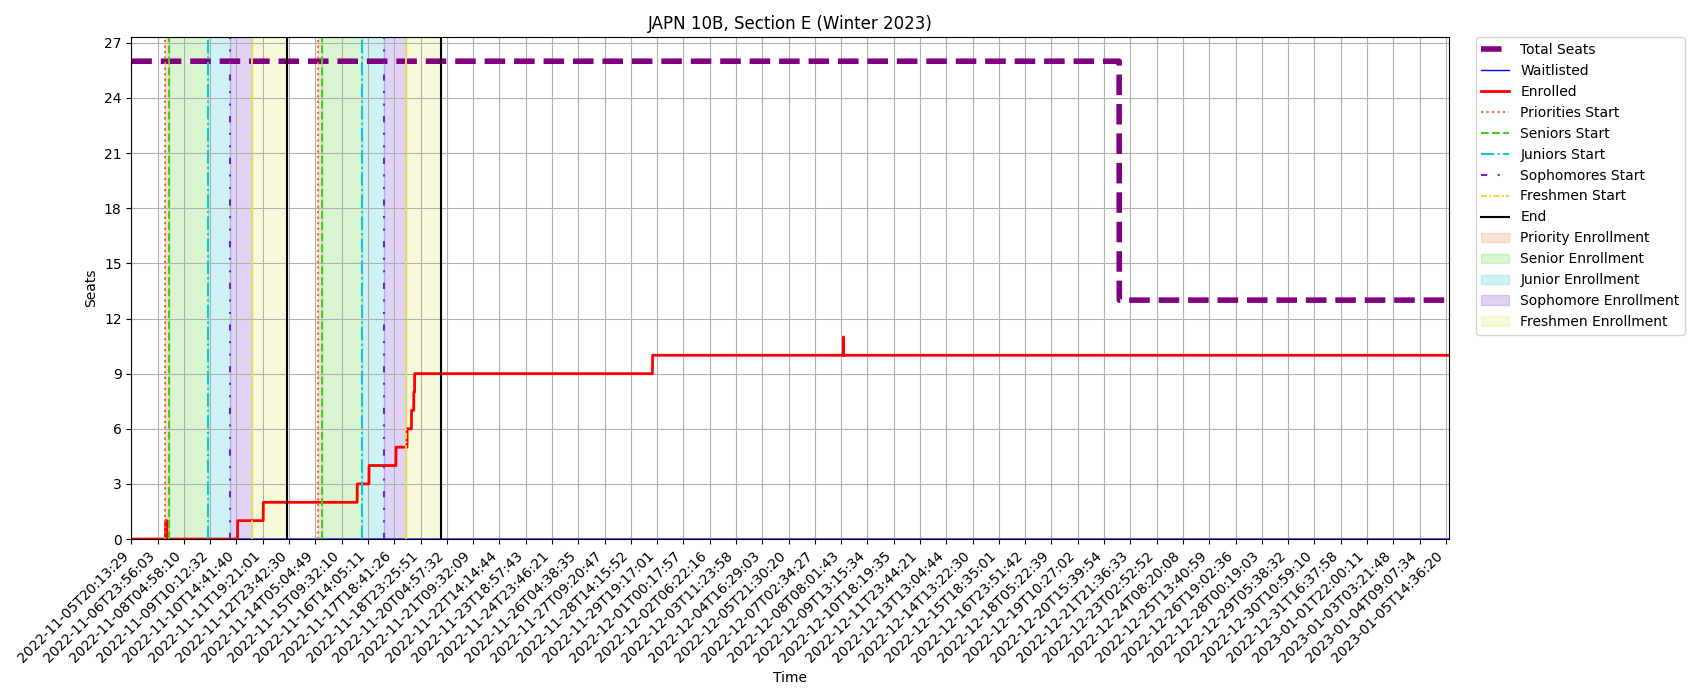 JAPN 10B, Section E (Winter 2023)
27
24
21
18
15
12
9
6
3
0
Seats
2022-11-05T20:13:29
2022-11-06T23:56:03
2022-11-08T04:58:10
2022-11-09T10:12:32
2022-11-10T14:41:40
2022-11-11T19:21:01
2022-11-12T23:42:30
2022-11-14T05:04:49
2022-11-15T09:32:10
2022-11-16T14:05:11
2022-11-17T18:41:26
2022-11-18T23:25:51
2022-11-20T04:57:32
2022-11-21T09:32:09
2022-11-22T14:14:44
2022-11-23T18:57:43
2022-11-24T23:46:21
2022-11-26T04:38:35
2022-11-27T09:20:47
2022-11-28T14:15:52
2022-11-29T19:17:01
2022-12-01T00:17:57
2022-12-02T06:22:16
2022-12-03T11:23:58
2022-12-04T16:29:03
2022-12-05T21:30:20
2022-12-07T02:34:27
2022-12-08T08:01:43
2022-12-09T13:15:34
2022-12-10T18:19:35
2022-12-11T23:44:21
2022-12-13T13:04:44
2022-12-14T13:22:30
2022-12-15T18:35:01
2022-12-16T23:51:42
2022-12-18T05:22:39
2022-12-19T10:27:02
2022-12-20T15:39:54
2022-12-21T21:36:33
2022-12-23T02:52:52
2022-12-24T08:20:08
2022-12-25T13:40:59
2022-12-26T19:02:36
2022-12-28T00:19:03
2022-12-29T05:38:32
2022-12-30T10:59:10
2022-12-31T16:37:58
2023-01-01T22:00:11
2023-01-03T03:21:48
2023-01-04T09:07:34
2023-01-05T14:36:20
Time
Total Seats
Waitlisted
Enrolled
Priorities Start
Seniors Start
Juniors Start
Sophomores Start
Freshmen Start
End
Priority Enrollment
Senior Enrollment
Junior Enrollment
Sophomore Enrollment
Freshmen Enrollment